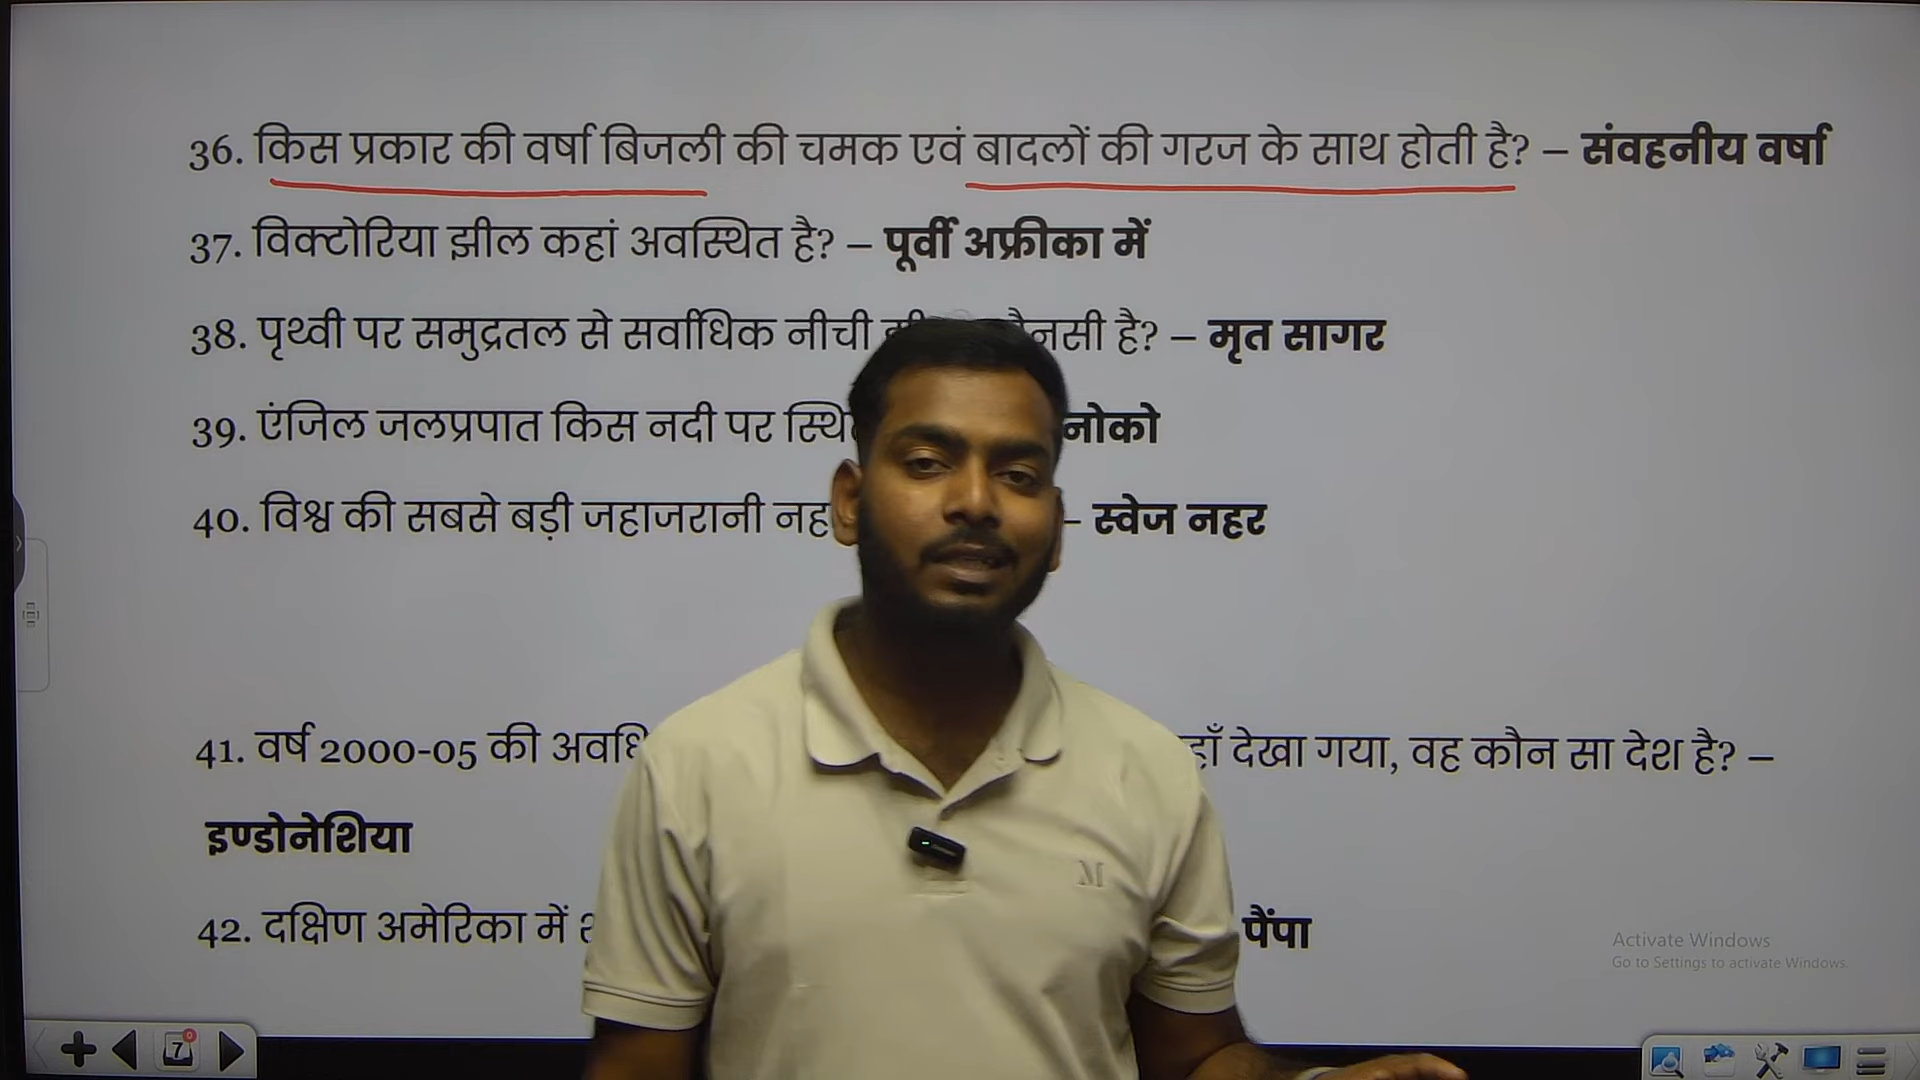 36. किस प्रकार की वर्षा बिजली की चमक एवं बादलों की गरज के साथ होती है? – संवहनीय वर्षा
37. विक्टोरिया झील कहां अवस्थित है? – पूर्वी अफ्रीका में
38. पृथ्वी पर समुद्रतल से सर्वाधिक नीची है? – मृत सागर
39. एंजिल जलप्रपात किस नदी पर
40. विश्व की सबसे बड़ी जहाजरानी – स्वेज नहर
41. वर्ष 2000-05 की देखा गया, वह कौन सा देश है? –
इण्डोनेशिया
42. दक्षिण अमेरिका में पैंपा
M
Activate Windows
Go to Settings to activate Windows.
7
0